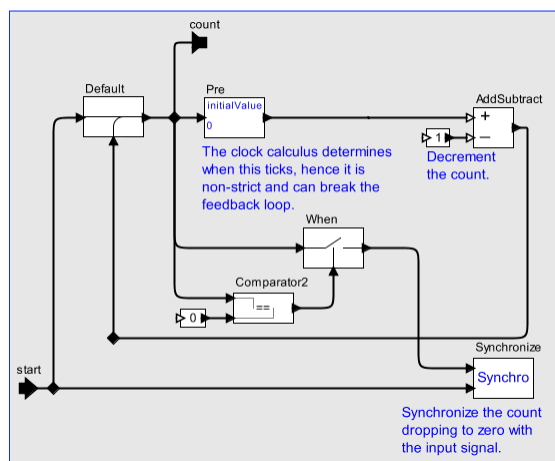 count
Default
Pre
initialValue
0
AddSubtract
+
−
1
Decrement
the count.
The clock calculus determines
when this ticks, hence it is
non-strict and can break the
feedback loop.
When
Comparator2
==
0
start
Synchronize
Synchro
Synchronize the count
dropping to zero with
the input signal.